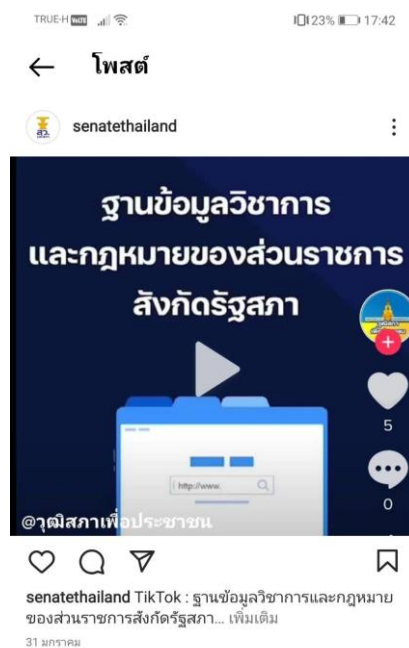 TRUE-H VoLTE 23% 17:42
โพสต์
senatethailand
สว.
ฐานข้อมูลวิชาการ
และกฎหมายของส่วนราชการ
สังกัดรัฐสภา
5
http://www.
0
@วุฒิสภาเพื่อประชาชน
senatethailand TikTok : ฐานข้อมูลวิชาการและกฎหมาย
ของส่วนราชการสังกัดรัฐสภา... เพิ่มเติม
31 มกราคม